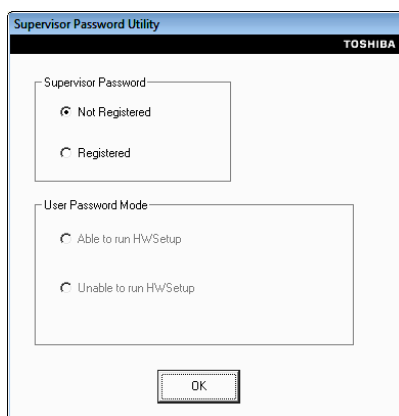 Supervisor Password Utility
TOSHIBA
Supervisor Password
Not Registered
Registered
User Password Mode
Able to run HWSetup
Unable to run HWSetup
OK